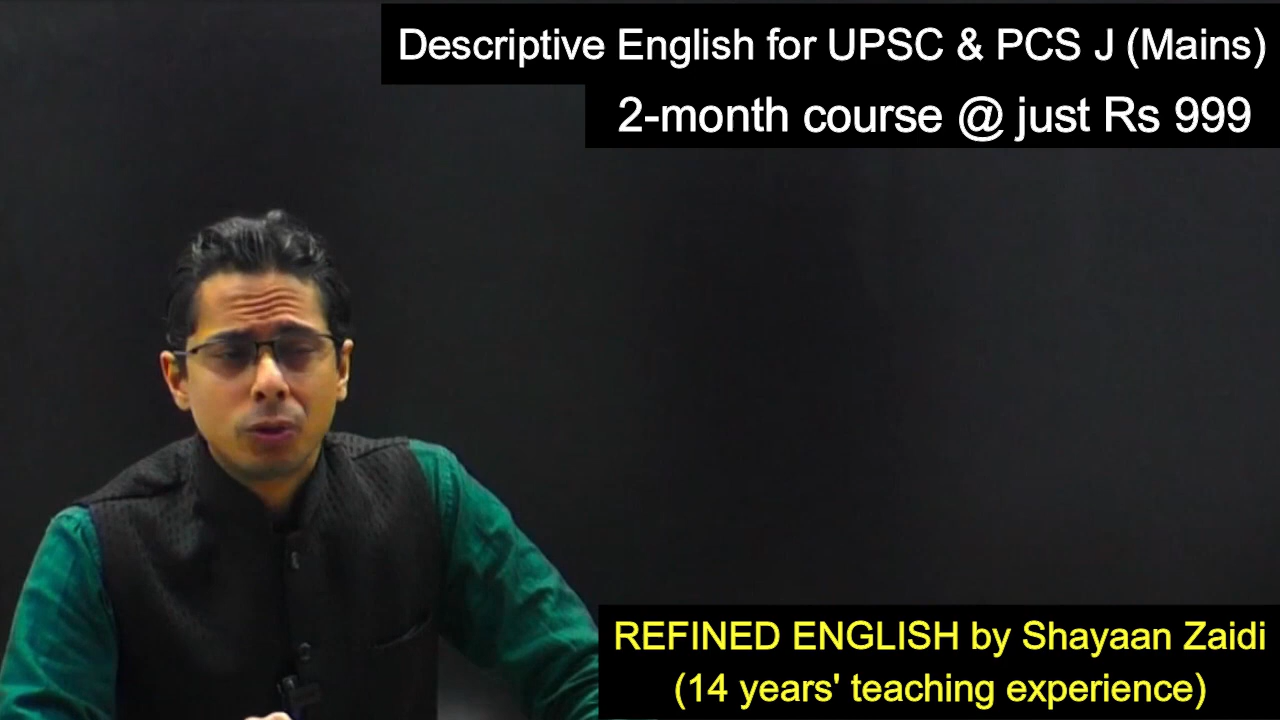 Descriptive English for UPSC & PCS J (Mains)
2-month course @ just Rs 999
REFINED ENGLISH by Shayaan Zaidi
(14 years' teaching experience)